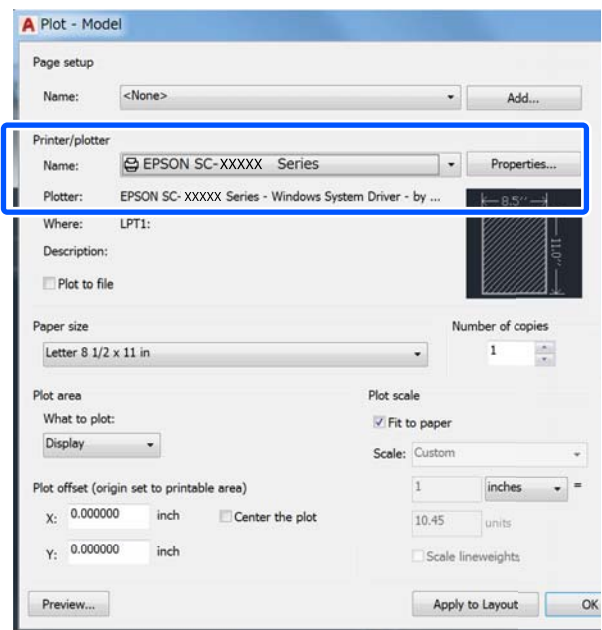 Plot - Model
Page setup
Name: <None> Add...
Printer/plotter
Name: EPSON SC-XXXXX Series Properties...
Plotter: EPSON SC- XXXXX Series - Windows System Driver - by ...
8.5''
Where: LPT1:
11.0''
Description:
Plot to file
Paper size Number of copies
Letter 8 1/2 x 11 in 1
Plot area Plot scale
What to plot: Fit to paper
Display Scale: Custom
Plot offset (origin set to printable area) 1 inches =
X: 0.000000 inch Center the plot 10.45 units
Y: 0.000000 inch Scale lineweights
Preview... Apply to Layout OK